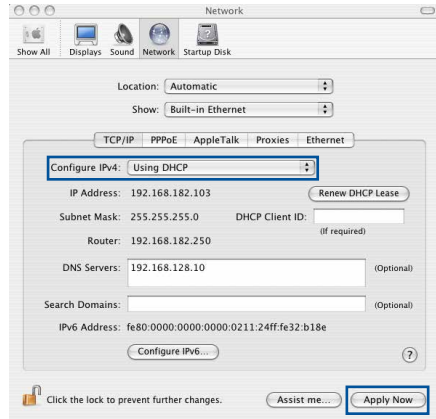 Network
Show All Displays Sound Network Startup Disk
Location: Automatic
Show: Built-in Ethernet
TCP/IP PPPoE AppleTalk Proxies Ethernet
Configure IPv4: Using DHCP
IP Address: 192.168.182.103 Renew DHCP Lease
Subnet Mask: 255.255.255.0 DHCP Client ID:
(If required)
Router: 192.168.182.250
DNS Servers: 192.168.128.10 (Optional)
Search Domains: (Optional)
IPv6 Address: fe80:0000:0000:0000:0211:24ff:fe32:b18e
Configure IPv6... ?
Click the lock to prevent further changes. Assist me... Apply Now